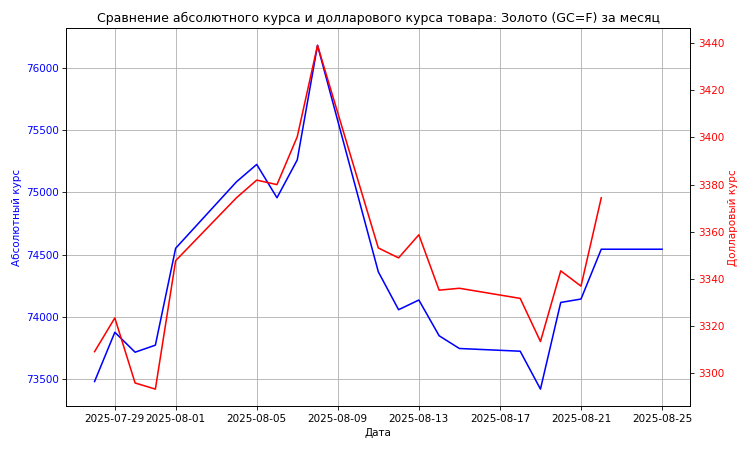 Сравнение абсолютного курса и долларового курса товара: Золото (GC=F) за месяц
Абсолютный курс
76000
75500
75000
74500
74000
73500
3440
3420
3400
3380
3360
3340
3320
3300
Долларовый курс
2025-07-29 2025-08-01 2025-08-05 2025-08-09 2025-08-13 2025-08-17 2025-08-21 2025-08-25
Дата